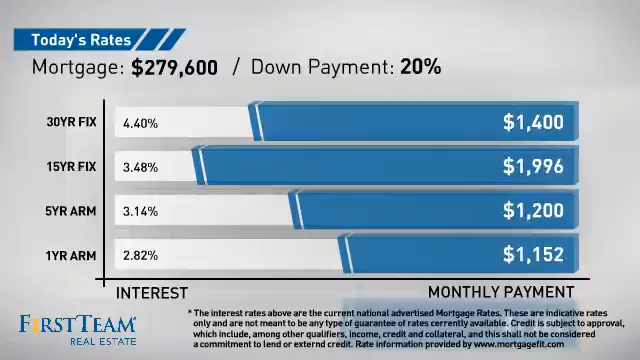 Today's Rates
Mortgage: $279,600 / Down Payment: 20%
30YR FIX 4.40% $1,400
15YR FIX 3.48% $1,996
5YR ARM 3.14% $1,200
1YR ARM 2.82% $1,152
INTEREST MONTHLY PAYMENT
* The interest rates above are the current national advertised Mortgage Rates. These are indicative rates
only and are not meant to be any type of guarantee of rates cerrently available. Credit is subject to approval,
which include, among other qualifiers, income, credit and collateral, and this shall not be considered
a commitment to lend or externd credit. Rate information provided by www.mortgagefit.com
FIRSTTEAM®
REAL ESTATE